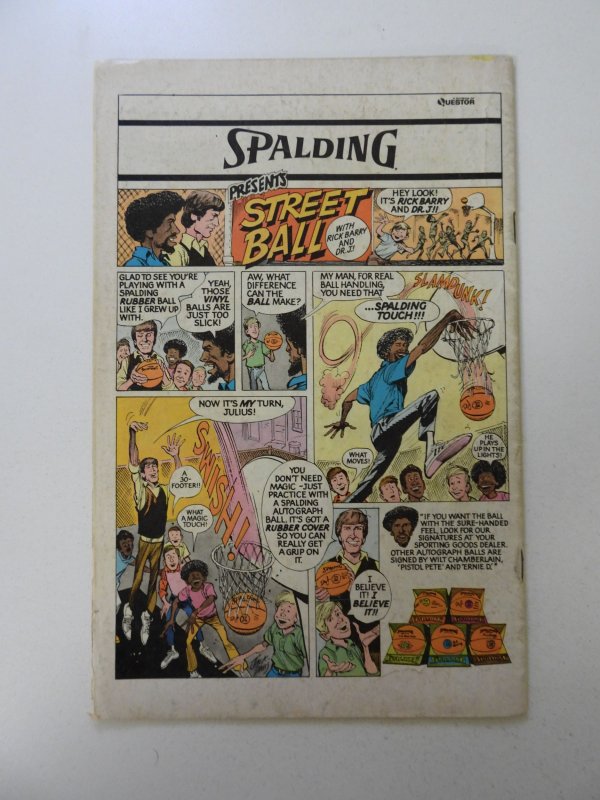 QUESTOR
SPALDING
PRESENTS
STREET
BALL
WITH
RICK BARRY
AND
DR. J!
HEY LOOK!
IT'S RICK BARRY
AND DR. J!!
GLAD TO SEE YOU'RE
PLAYING WITH A
SPALDING
RUBBER BALL
LIKE I GREW UP
WITH.
YEAH,
THOSE
VINYL
BALLS ARE
JUST TOO
SLICK!
AW, WHAT
DIFFERENCE
CAN THE
BALL MAKE?
MY MAN, FOR REAL
BALL HANDLING,
YOU NEED THAT
...SPALDING
TOUCH!!!
SLAM DUNK!
WHAT
MOVES!
HE
PLAYS
UP IN THE
LIGHTS!
NOW IT'S MY TURN,
JULIUS!
A
30-
FOOTER!!
WHAT
A MAGIC
TOUCH!
SWISH!
YOU
DON'T NEED
MAGIC-JUST
PRACTICE WITH
A SPALDING
AUTOGRAPH
BALL. IT'S GOT A
RUBBER COVER
SO YOU CAN
REALLY GET
A GRIP ON
IT.
I
BELIEVE
IT! I
BELIEVE
IT!!
"IF YOU WANT THE BALL
WITH THE SURE-HANDED
FEEL, LOOK FOR OUR
SIGNATURES AT YOUR
SPORTING GOODS DEALER.
OTHER AUTOGRAPH BALLS ARE
SIGNED BY WILT CHAMBERLAIN,
'PISTOL PETE' AND 'ERNIE D.'"